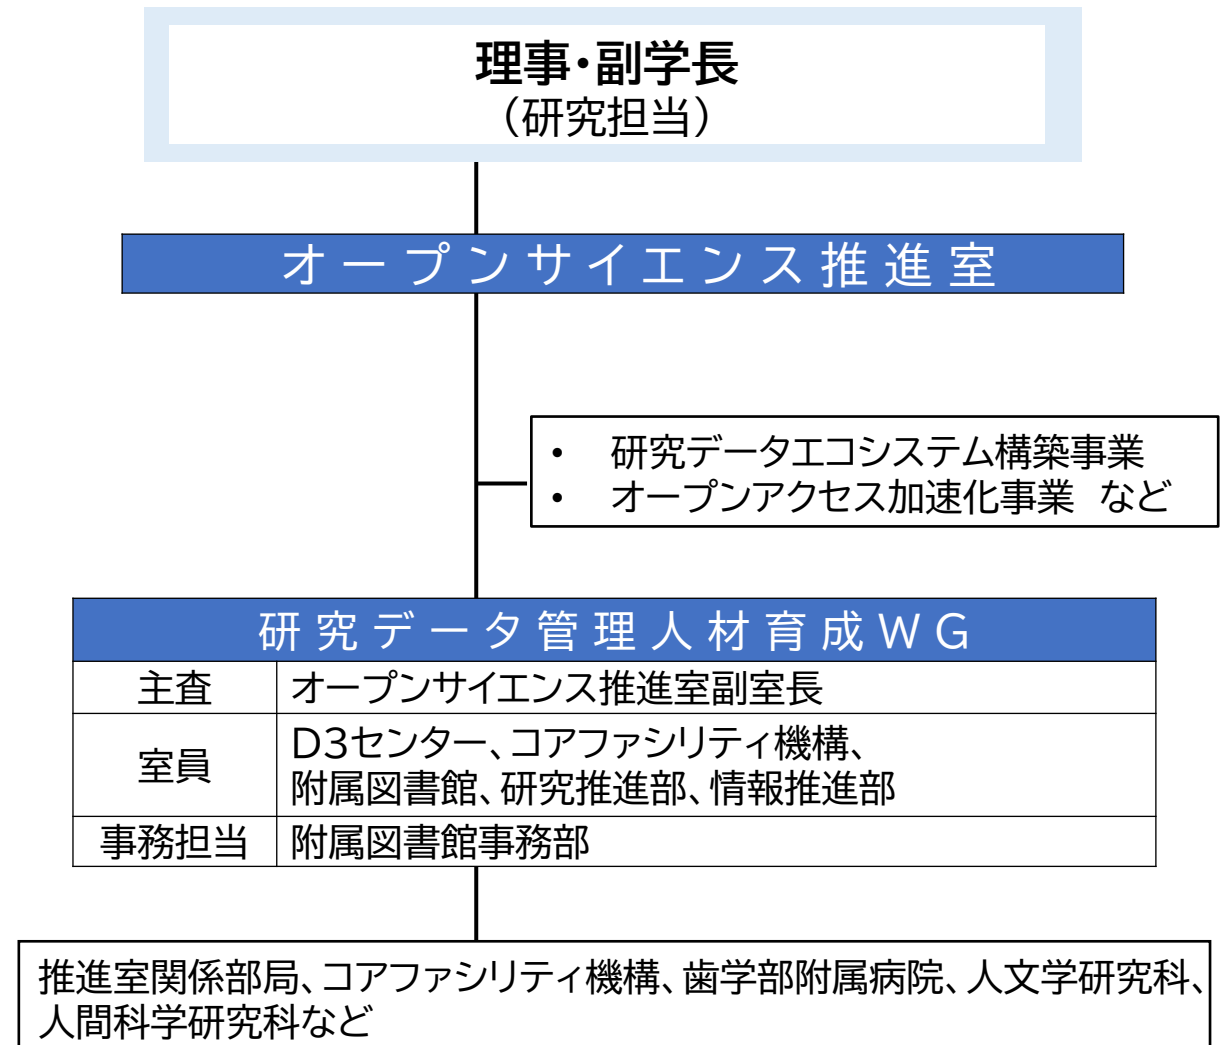 理事・副学長
（研究担当）
オープンサイエンス推進室
• 研究データエコシステム構築事業
• オープンアクセス加速化事業　など
研究データ管理人材育成WG
主査 オープンサイエンス推進室副室長
室員 D3センター、コアファシリティ機構、
附属図書館、研究推進部、情報推進部
事務担当 附属図書館事務部
推進室関係部局、コアファシリティ機構、歯学部附属病院、人文学研究科、
人間科学研究科など